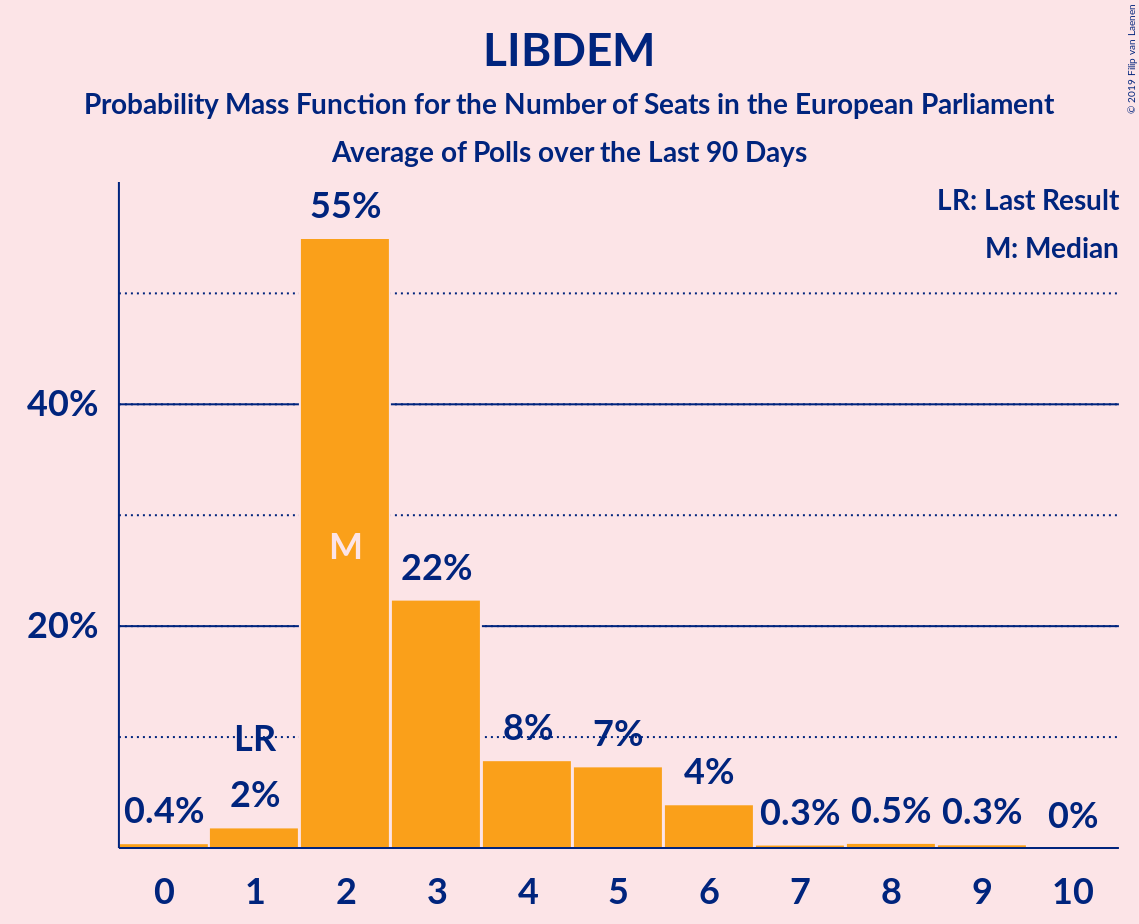 LIBDEM
Probability Mass Function for the Number of Seats in the European Parliament
Average of Polls over the Last 90 Days
© 2019 Filip van Laenen
LR: Last Result
M: Median
55%
40%
M
22%
20%
LR
8%
7%
4%
2%
0.4%
0.3%
0.5%
0.3%
0%
0 1 2 3 4 5 6 7 8 9 10